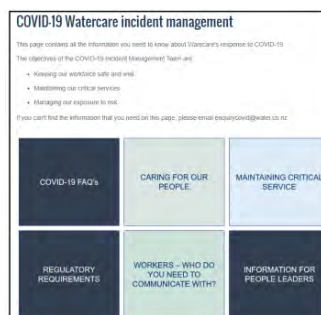 COVID-19 Watercare incident management
This page contains all the information you need to know about Watercare's response to COVID-19.
The objectives of the COVID-19 Incident Management Team are:
• Keeping our workforce safe and well.
• Maintaining our critical services.
• Managing our exposure to risk.
If you can't find the information that you need on this page, please email enquirycovid@water.co.nz
COVID-19 FAQ's
CARING FOR OUR
PEOPLE
MAINTAINING CRITICAL
SERVICE
REGULATORY
REQUIREMENTS
WORKERS – WHO DO
YOU NEED TO
COMMUNICATE WITH?
INFORMATION FOR
PEOPLE LEADERS